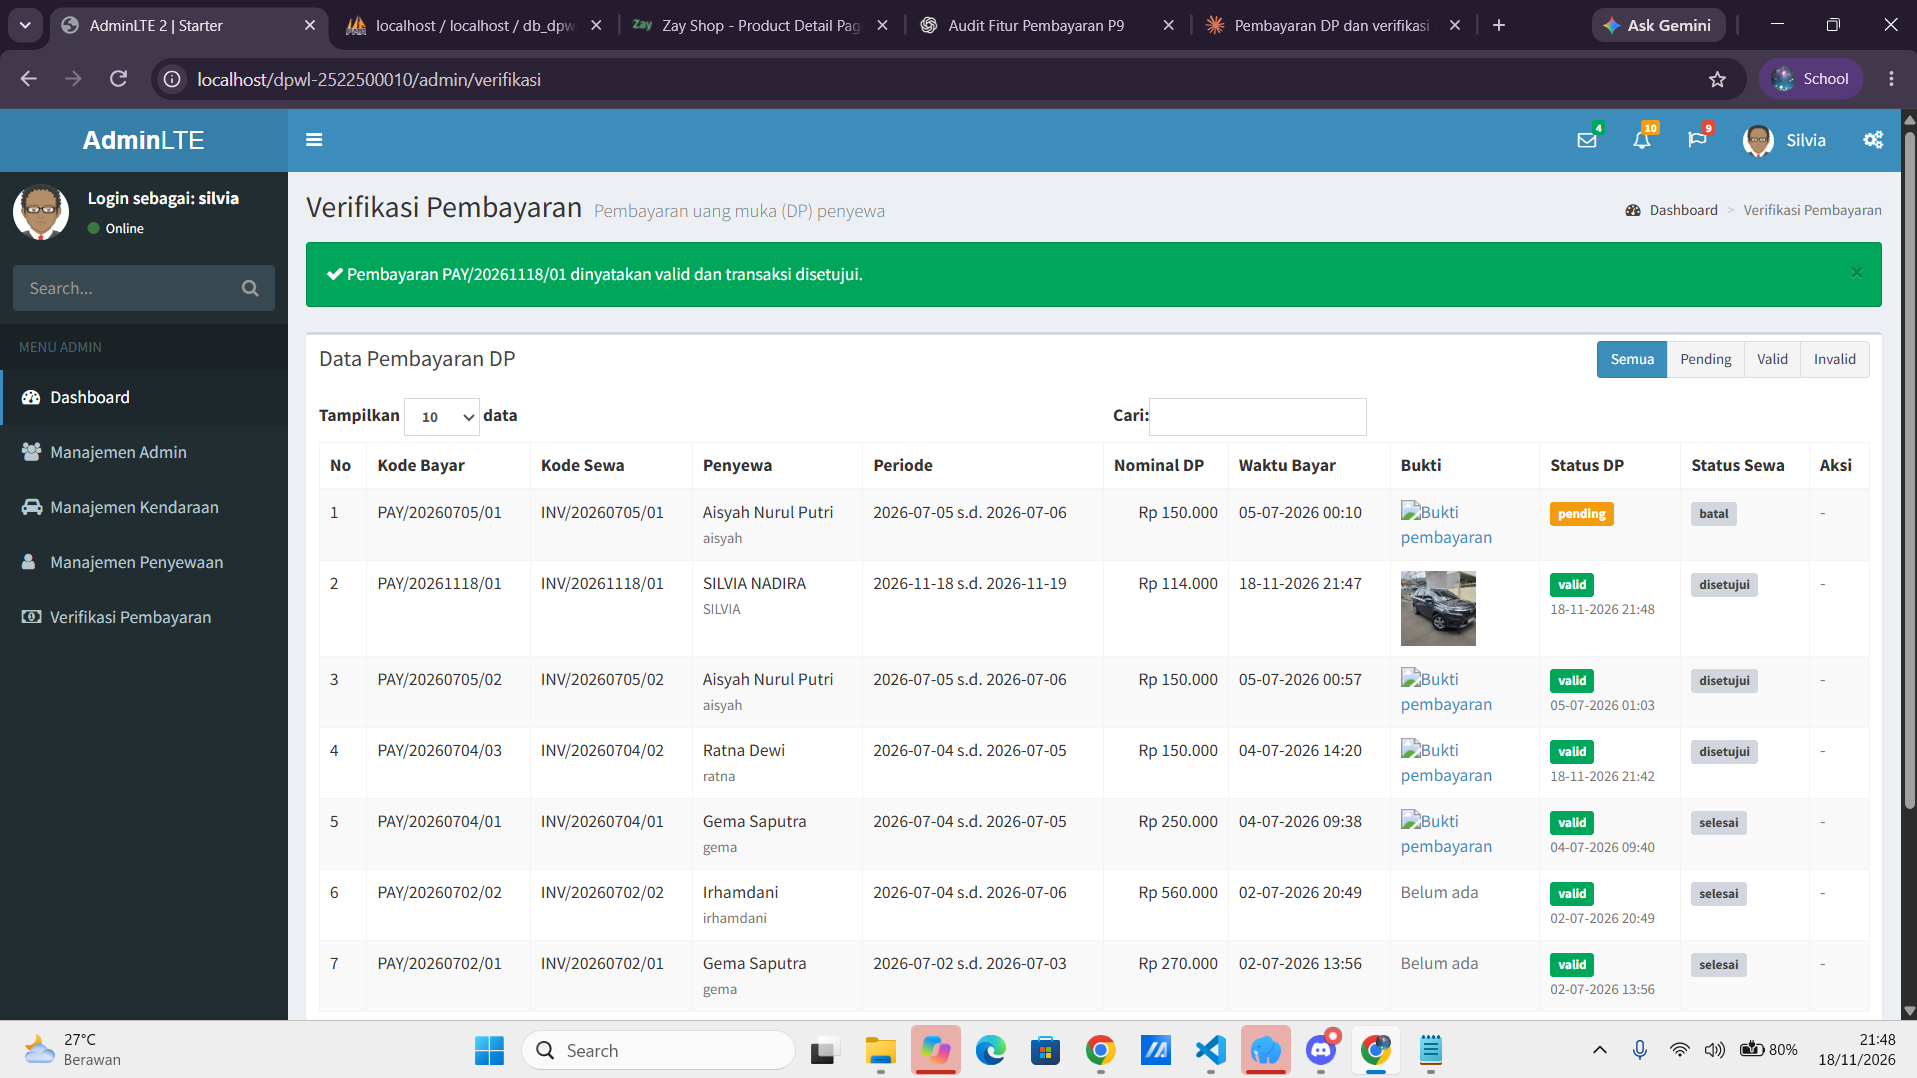 AdminLTE 2 | Starter
localhost / localhost / db_dpw
Zay
Zay Shop - Product Detail Pag
Audit Fitur Pembayaran P9
Pembayaran DP dan verifikasi
Ask Gemini
localhost/dpwl-2522500010/admin/verifikasi
School
AdminLTE
4
10
9
Silvia
Login sebagai: silvia
Online
Search...
MENU ADMIN
Dashboard
Manajemen Admin
Manajemen Kendaraan
Manajemen Penyewaan
Verifikasi Pembayaran
Verifikasi Pembayaran Pembayaran uang muka (DP) penyewa
Dashboard > Verifikasi Pembayaran
Pembayaran PAY/20261118/01 dinyatakan valid dan transaksi disetujui.
×
Data Pembayaran DP
Semua Pending Valid Invalid
Tampilkan 10 data
Cari:
No Kode Bayar Kode Sewa Penyewa Periode Nominal DP Waktu Bayar Bukti Status DP Status Sewa Aksi
1 PAY/20260705/01 INV/20260705/01 Aisyah Nurul Putri 2026-07-05 s.d. 2026-07-06 Rp 150.000 05-07-2026 00:10 Bukti pending batal -
aisyah pembayaran
2 PAY/20261118/01 INV/20261118/01 SILVIA NADIRA 2026-11-18 s.d. 2026-11-19 Rp 114.000 18-11-2026 21:47 valid disetujui -
SILVIA 18-11-2026 21:48
3 PAY/20260705/02 INV/20260705/02 Aisyah Nurul Putri 2026-07-05 s.d. 2026-07-06 Rp 150.000 05-07-2026 00:57 Bukti valid disetujui -
aisyah pembayaran 05-07-2026 01:03
4 PAY/20260704/03 INV/20260704/02 Ratna Dewi 2026-07-04 s.d. 2026-07-05 Rp 150.000 04-07-2026 14:20 Bukti valid disetujui -
ratna pembayaran 18-11-2026 21:42
5 PAY/20260704/01 INV/20260704/01 Gema Saputra 2026-07-04 s.d. 2026-07-05 Rp 250.000 04-07-2026 09:38 Bukti valid selesai -
gema pembayaran 04-07-2026 09:40
6 PAY/20260702/02 INV/20260702/02 Irhamdani 2026-07-04 s.d. 2026-07-06 Rp 560.000 02-07-2026 20:49 Belum ada valid selesai -
irhamdani 02-07-2026 20:49
7 PAY/20260702/01 INV/20260702/01 Gema Saputra 2026-07-02 s.d. 2026-07-03 Rp 270.000 02-07-2026 13:56 Belum ada valid selesai -
gema 02-07-2026 13:56
27°C
Berawan
Search
80%
21:48
18/11/2026